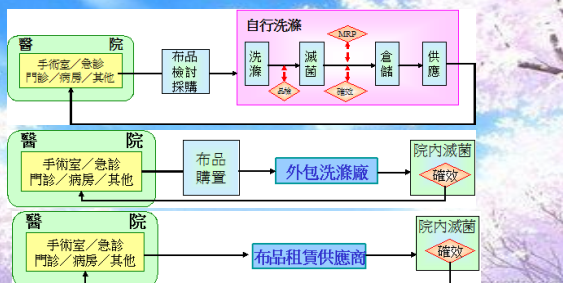 自行洗滌
MRP
醫 院
手術室／急診
門診／病房／其他
布品
檢討
採購
洗
滌
滅
菌
倉
儲
供
應
品檢
確效
醫 院
手術室／急診
門診／病房／其他
布品
購置
外包洗滌廠
院內滅菌
確效
醫 院
手術室／急診
門診／病房／其他
布品租賃供應商
院內滅菌
確效